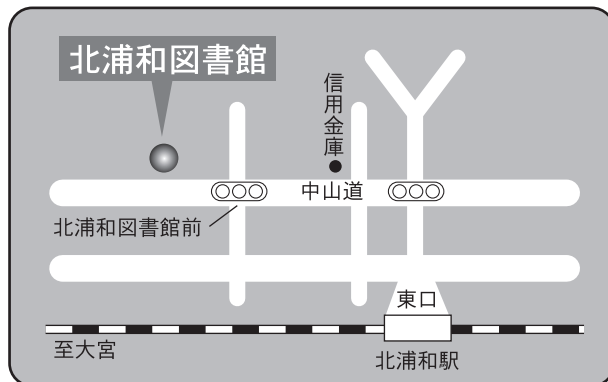 北浦和図書館
信用金庫
中山道
北浦和図書館前
東口
至大宮
北浦和駅